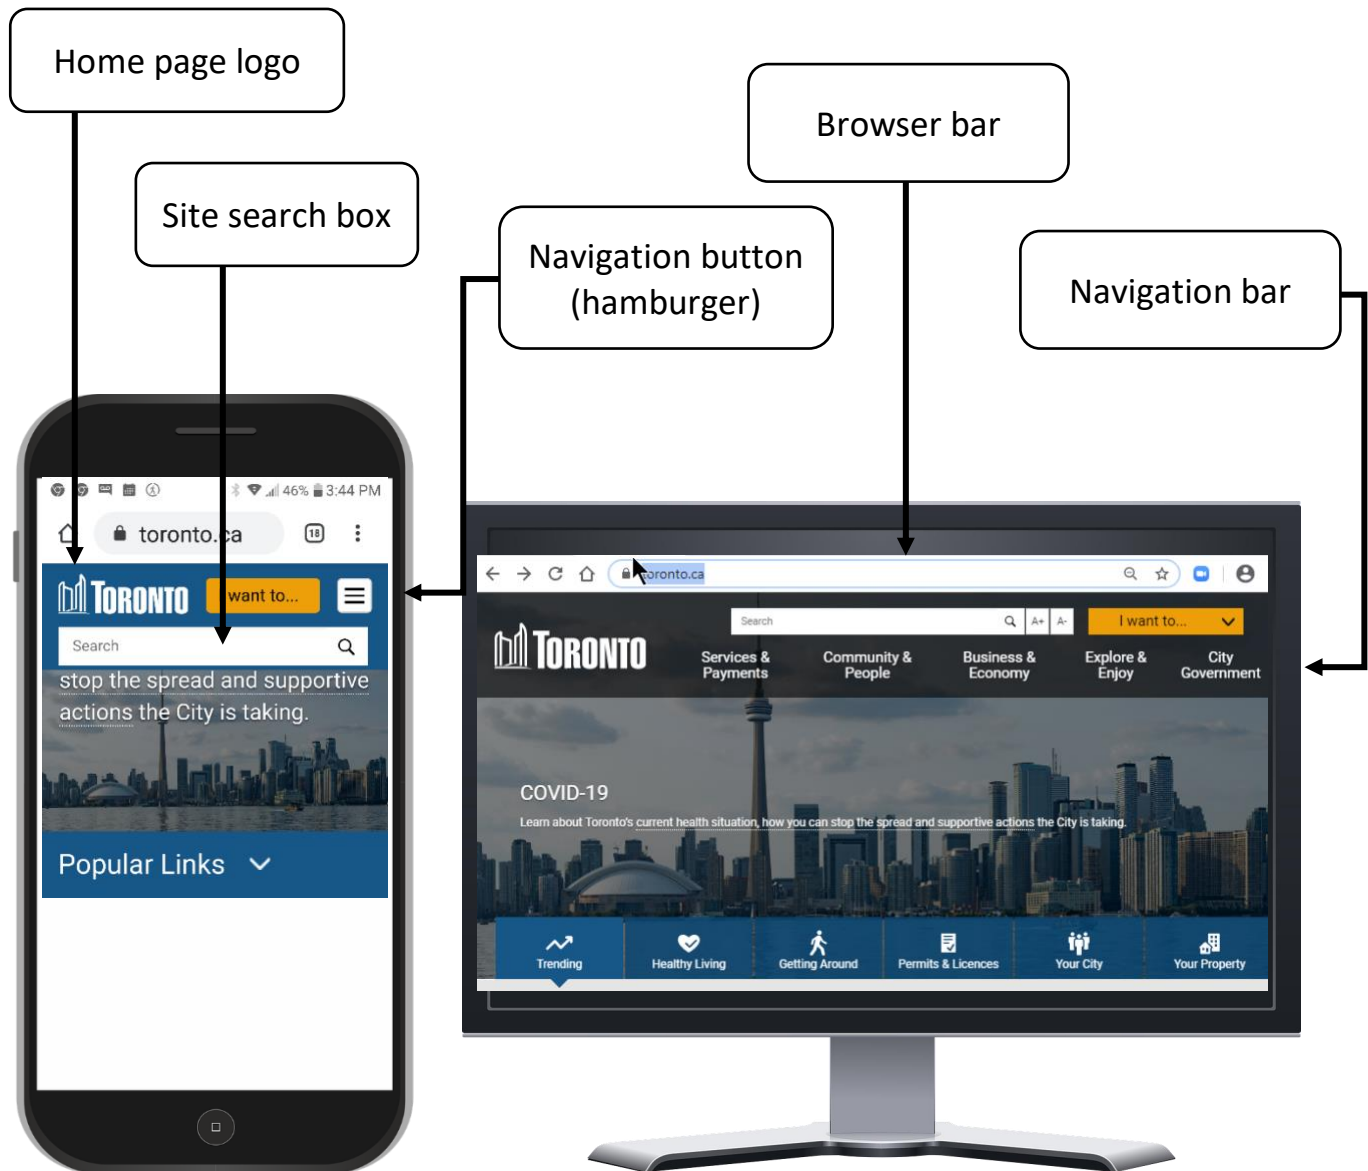 Home page logo
Site search box
Navigation button
(hamburger)
Browser bar
Navigation bar
46% 3:44 PM
toronto.ca 18
TORONTO I want to...
Search
stop the spread and supportive
actions the City is taking.
Popular Links
toronto.ca
Search A+ A- I want to...
TORONTO
Services & Community & Business & Explore & City
Payments People Economy Enjoy Government
COVID-19
Learn about Toronto's current health situation, how you can stop the spread and supportive actions the City is taking.
Trending Healthy Living Getting Around Permits & Licences Your City Your Property